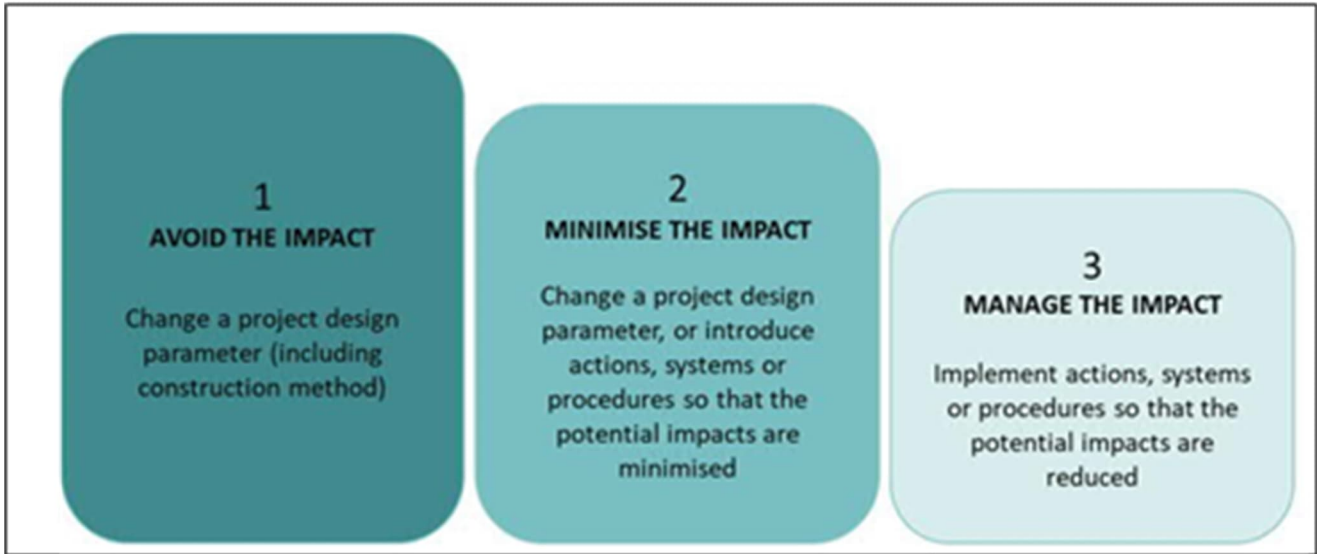 1
AVOID THE IMPACT
Change a project design
parameter (including
construction method)
2
MINIMISE THE IMPACT
Change a project design
parameter, or introduce
actions, systems or
procedures so that the
potential impacts are
minimised
3
MANAGE THE IMPACT
Implement actions, systems
or procedures so that the
potential impacts are
reduced